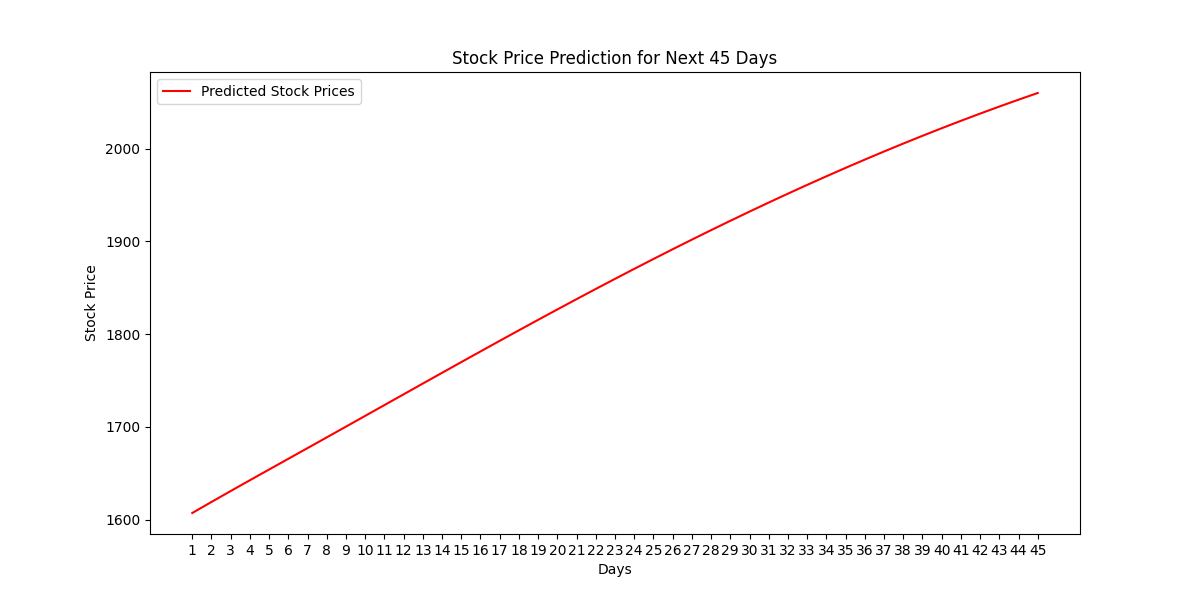 Stock Price Prediction for Next 45 Days
Predicted Stock Prices
2000
1900
1800
1700
1600
Stock Price
1 2 3 4 5 6 7 8 9 10 11 12 13 14 15 16 17 18 19 20 21 22 23 24 25 26 27 28 29 30 31 32 33 34 35 36 37 38 39 40 41 42 43 44 45
Days